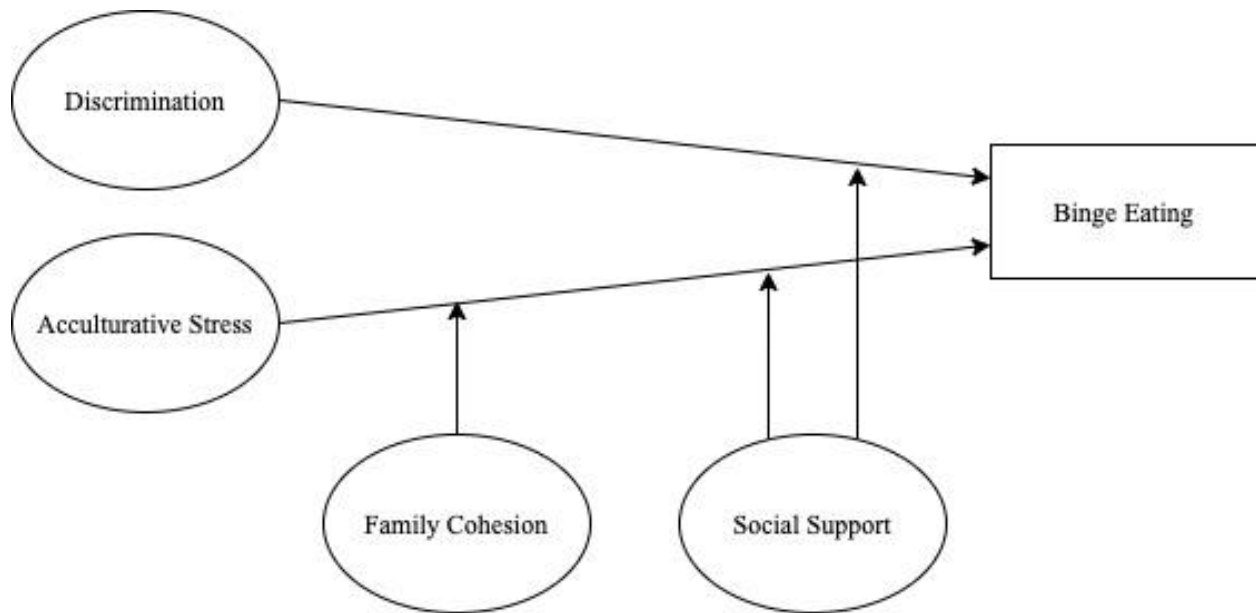 Discrimination
Binge Eating
Acculturative Stress
Family Cohesion
Social Support